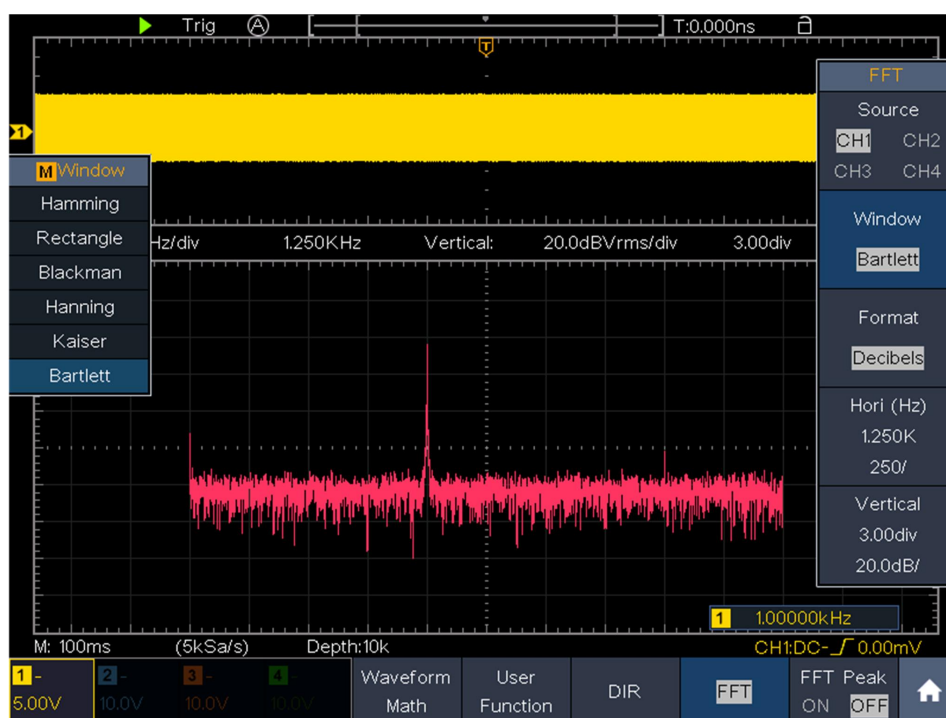 Trig A T:0.000ns
T
1
FFT
Source
CH1 CH2
CH3 CH4
M Window
Hamming
Rectangle
Blackman
Hanning
Kaiser
Bartlett
Window
Bartlett
Hz/div 1.250KHz Vertical: 20.0dBVrms/div 3.00div
Format
Decibels
Hori (Hz)
1.250K
250/
Vertical
3.00div
20.0dB/
1 1.00000kHz
M: 100ms (5kSa/s) Depth:10k CH1:DC- 0.00mV
1 - 2 - 3 - 4 -
5.00V 10.0V 10.0V 10.0V
Waveform
Math
User
Function
DIR
FFT
FFT Peak
ON OFF